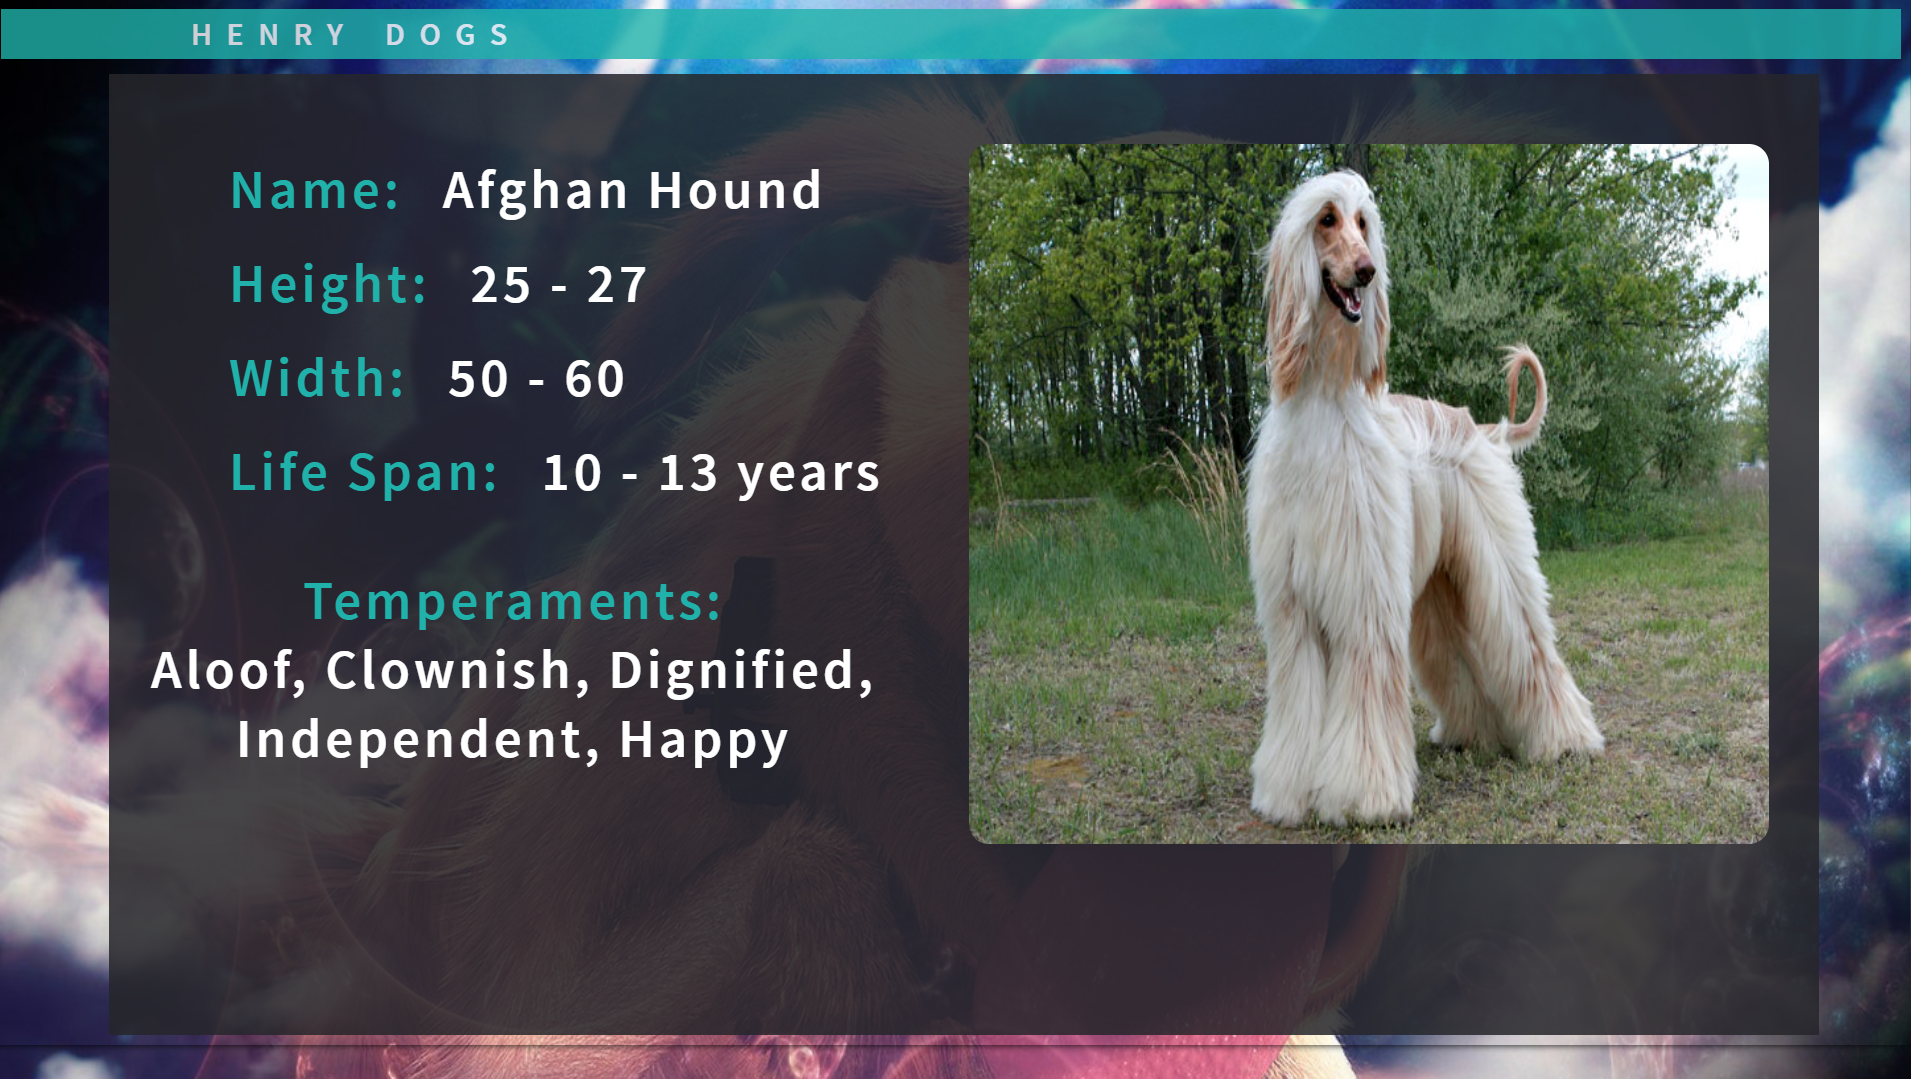 HENRY DOGS
Name: Afghan Hound
Height: 25 - 27
Width: 50 - 60
Life Span: 10 - 13 years
Temperaments:
Aloof, Clownish, Dignified,
Independent, Happy